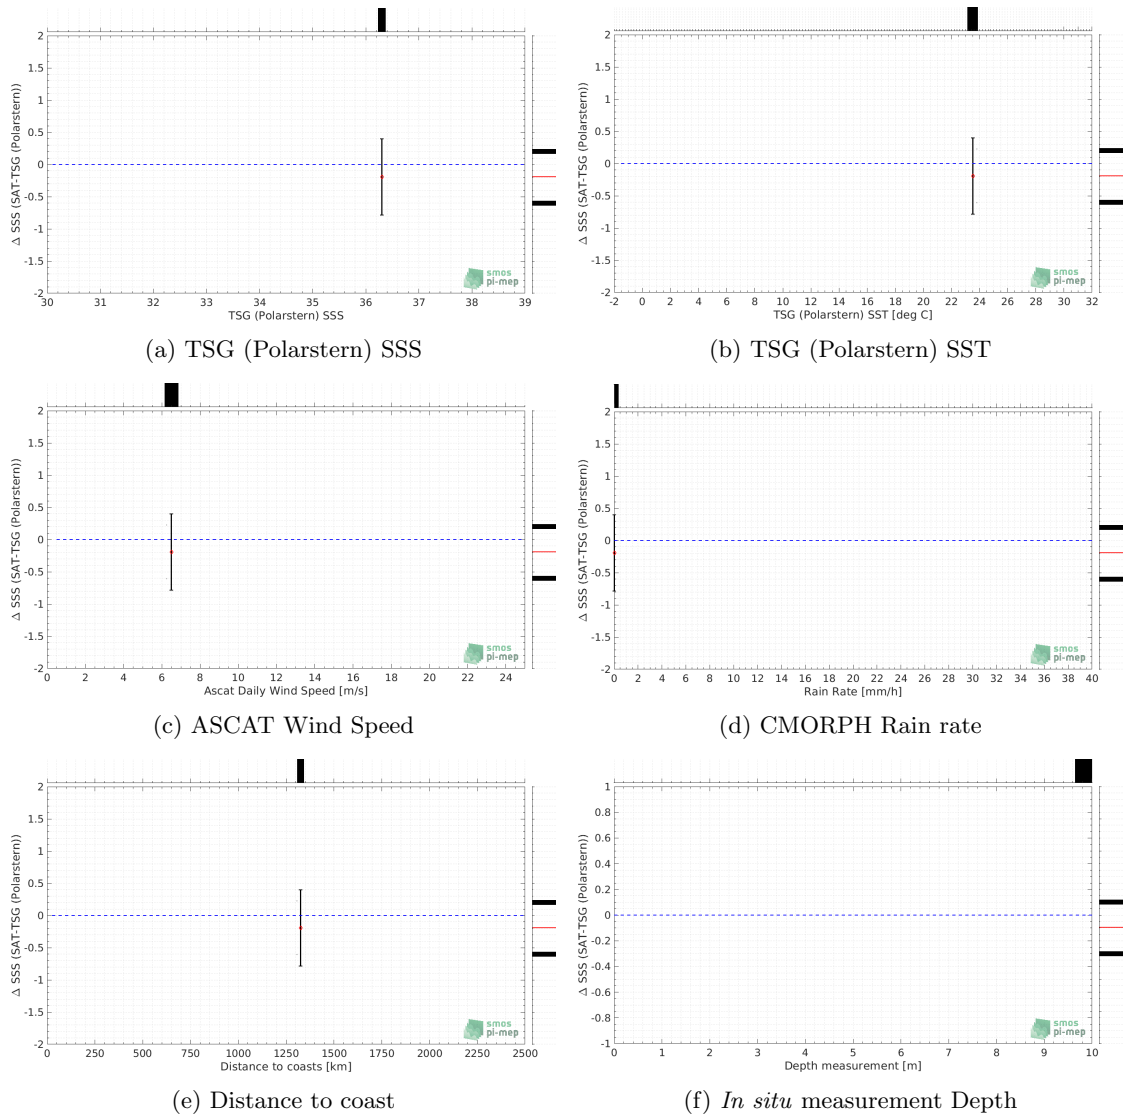 2
1.5
1
0.5
0
-0.5
-1
-1.5
-2
Δ SSS (SAT-TSG (Polarstern))
30 31 32 33 34 35 36 37 38 39
TSG (Polarstern) SSS
smos
pi-mep
(a) TSG (Polarstern) SSS
2
1.5
1
0.5
0
-0.5
-1
-1.5
-2
Δ SSS (SAT-TSG (Polarstern))
-2 0 2 4 6 8 10 12 14 16 18 20 22 24 26 28 30 32
TSG (Polarstern) SST [deg C]
smos
pi-mep
(b) TSG (Polarstern) SST
2
1.5
1
0.5
0
-0.5
-1
-1.5
-2
Δ SSS (SAT-TSG (Polarstern))
0 2 4 6 8 10 12 14 16 18 20 22 24
Ascat Daily Wind Speed [m/s]
smos
pi-mep
(c) ASCAT Wind Speed
2
1.5
1
0.5
0
-0.5
-1
-1.5
-2
Δ SSS (SAT-TSG (Polarstern))
0 2 4 6 8 10 12 14 16 18 20 22 24 26 28 30 32 34 36 38 40
Rain Rate [mm/h]
smos
pi-mep
(d) CMORPH Rain rate
2
1.5
1
0.5
0
-0.5
-1
-1.5
-2
Δ SSS (SAT-TSG (Polarstern))
0 250 500 750 1000 1250 1500 1750 2000 2250 2500
Distance to coasts [km]
smos
pi-mep
(e) Distance to coast
1
0.8
0.6
0.4
0.2
0
-0.2
-0.4
-0.6
-0.8
-1
Δ SSS (SAT-TSG (Polarstern))
0 1 2 3 4 5 6 7 8 9 10
Depth measurement [m]
smos
pi-mep
(f) In situ measurement Depth